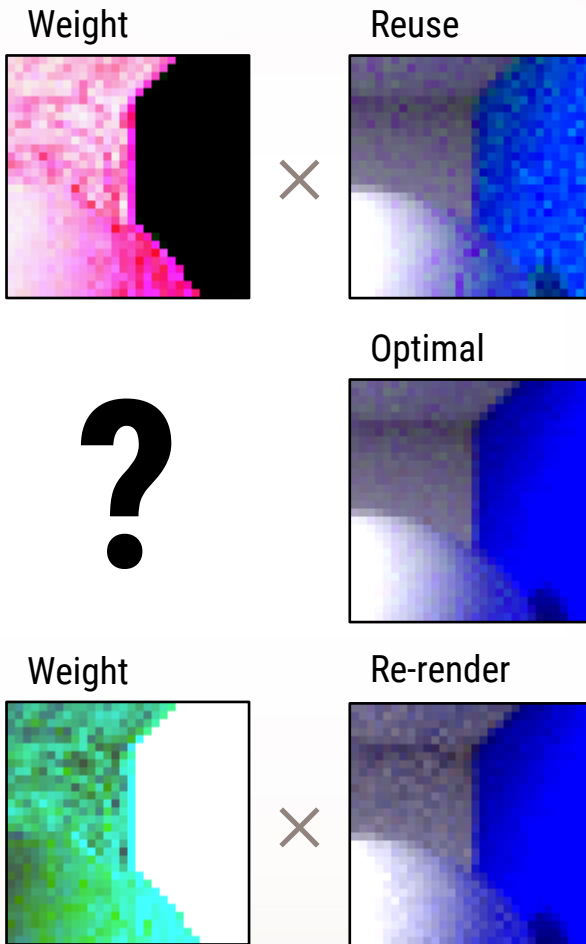 Weight
Reuse
×
Optimal
?
Weight
Re-render
×